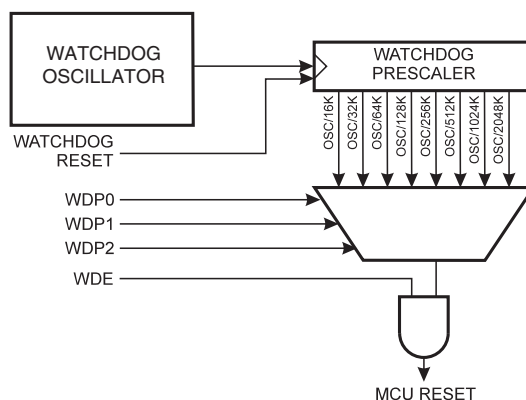 WATCHDOG
OSCILLATOR
WATCHDOG
PRESCALER
WATCHDOG
RESET
OSC/16K
OSC/32K
OSC/64K
OSC/128K
OSC/256K
OSC/512K
OSC/1024K
OSC/2048K
WDP0
WDP1
WDP2
WDE
MCU RESET